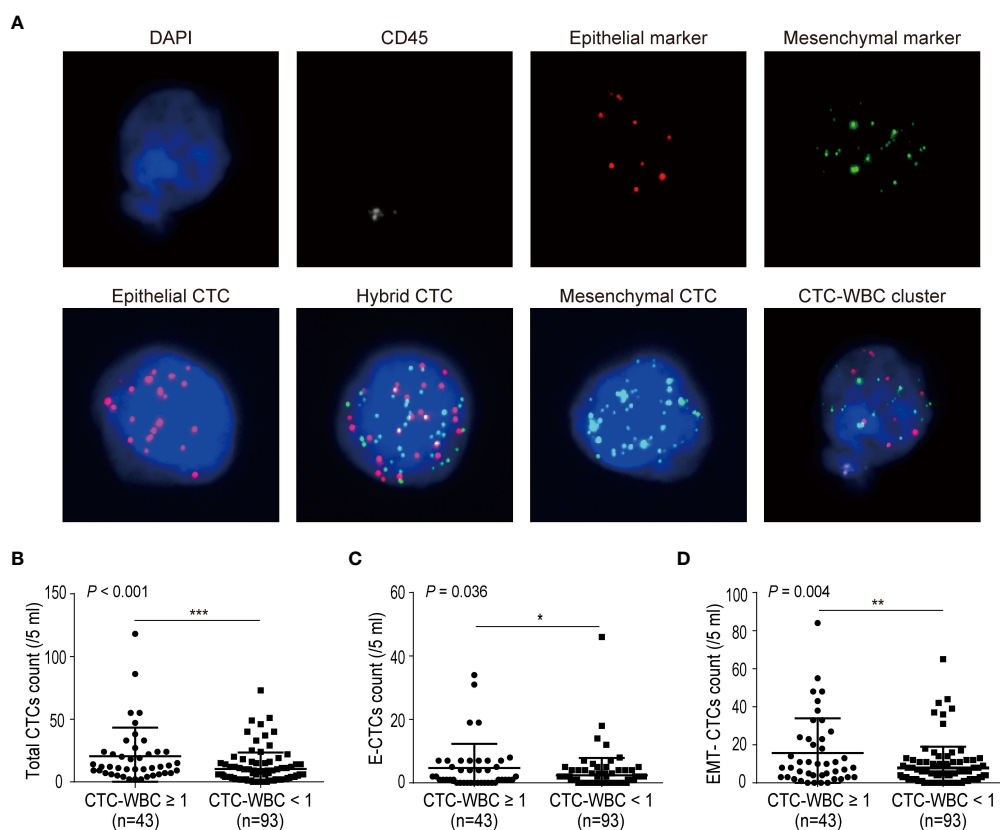 A
DAPI
CD45
Epithelial marker
Mesenchymal marker
Epithelial CTC
Hybrid CTC
Mesenchymal CTC
CTC-WBC cluster
B
P < 0.001
***
Total CTCs count (/5 ml)
150
100
50
0
CTC-WBC ≥ 1
(n=43)
CTC-WBC < 1
(n=93)
C
P = 0.036
*
E-CTCs count (/5 ml)
60
40
20
0
CTC-WBC ≥ 1
(n=43)
CTC-WBC < 1
(n=93)
D
P = 0.004
**
EMT- CTCs count (/5 ml)
100
80
60
40
20
0
CTC-WBC ≥ 1
(n=43)
CTC-WBC < 1
(n=93)